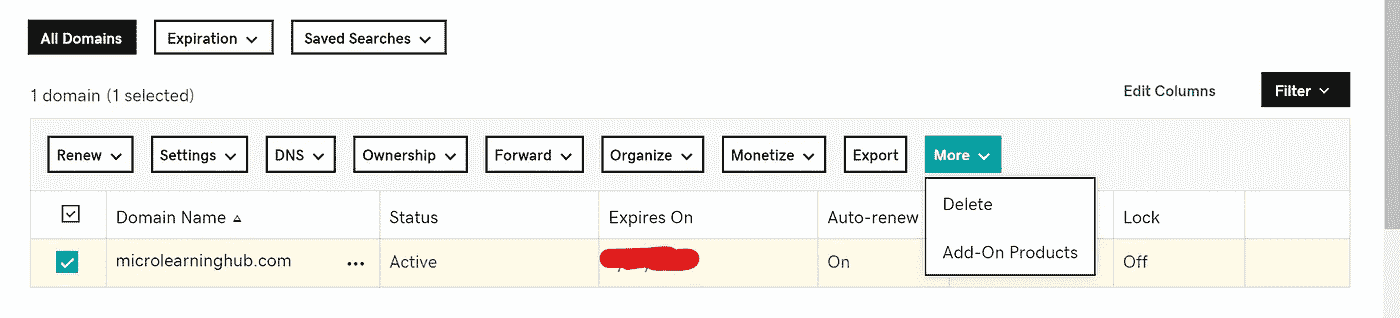 All Domains Expiration Saved Searches
1 domain (1 selected) Edit Columns Filter
Renew Settings DNS Ownership Forward Organize Monetize Export More
Delete
Domain Name Status Expires On Auto-renew Lock
Add-On Products
microlearninghub.com ... Active On Off